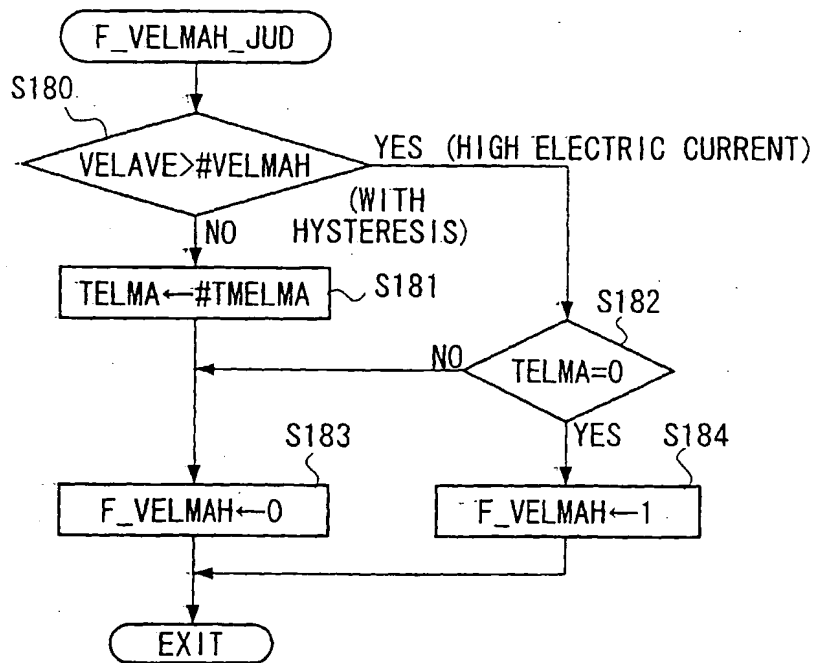 F_VELMAH_JUD
S180
VELAVE>#VELMAH
YES (HIGH ELECTRIC CURRENT)
(WITH
HYSTERESIS)
NO
TELMA←#TMELMA
S181
S182
TELMA=0
NO
YES
S183
F_VELMAH←0
S184
F_VELMAH←1
EXIT